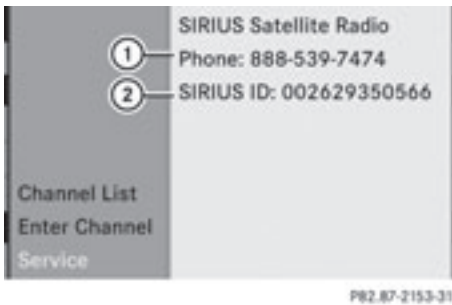 SIRIUS Satellite Radio
1 Phone: 888-539-7474
2 SIRIUS ID: 002629350566
Channel List
Enter Channel
Service
P82.87-2153-31